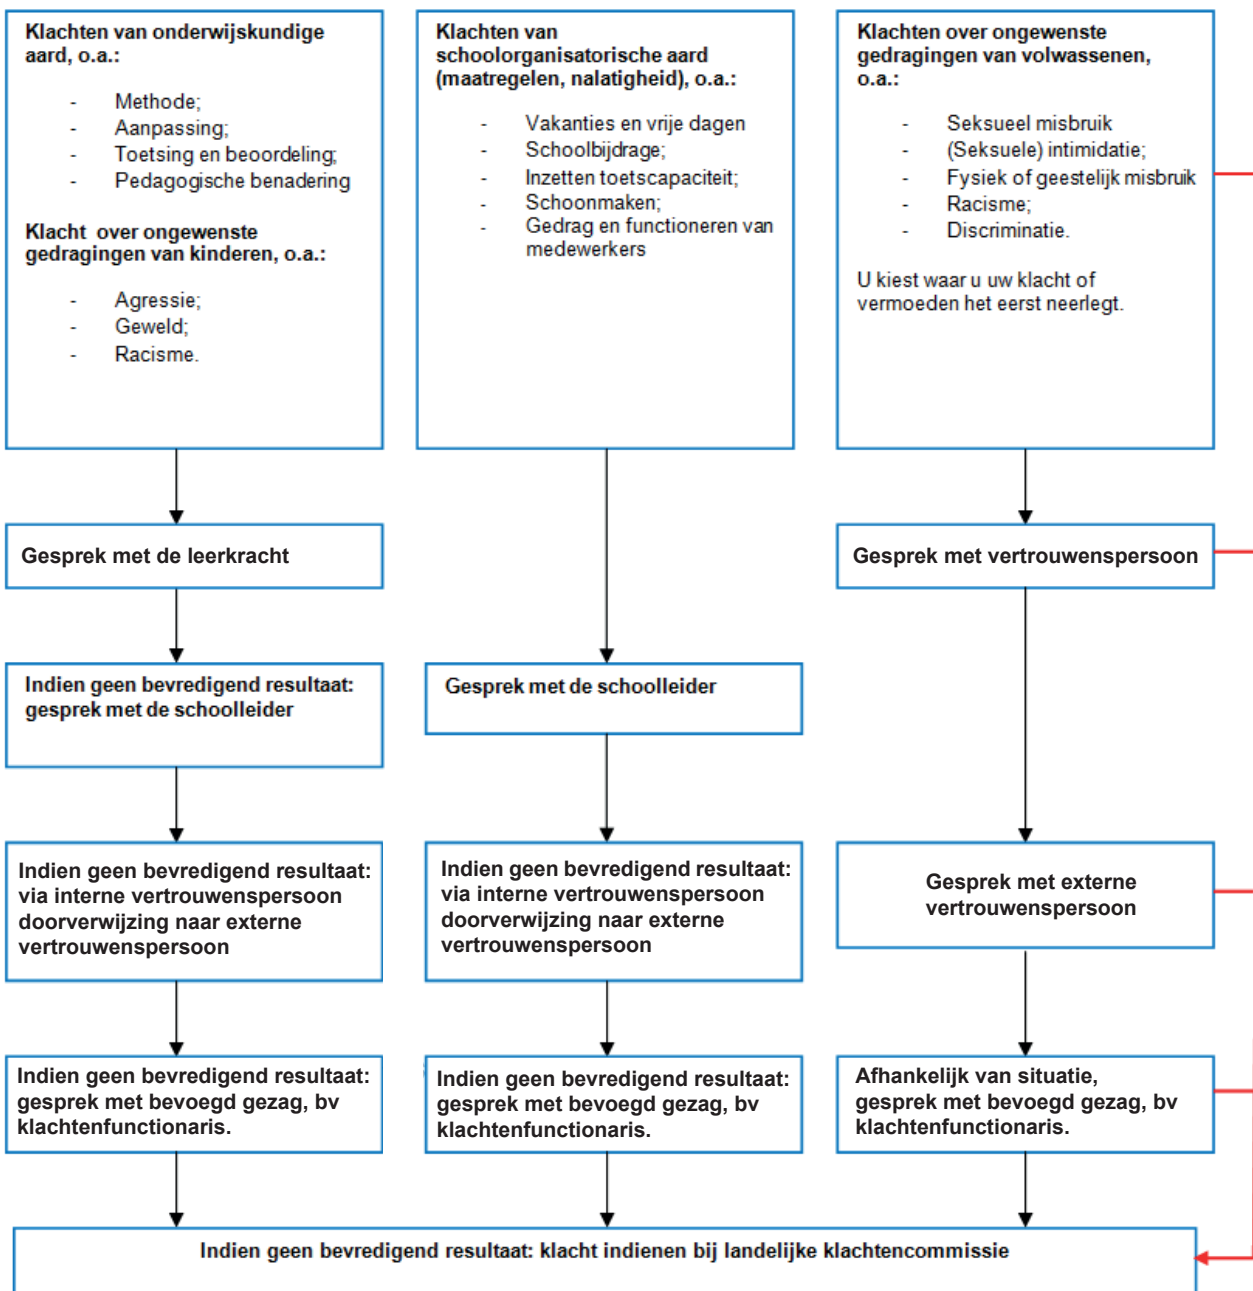 Klachten van onderwijskundige
aard, o.a.:
- Methode;
- Aanpassing;
- Toetsing en beoordeling;
- Pedagogische benadering
Klacht over ongewenste
gedragingen van kinderen, o.a.:
- Agressie;
- Geweld;
- Racisme.
Klachten van
schoolorganisatorische aard
(maatregelen, nalatigheid), o.a.:
- Vakanties en vrije dagen
- Schoolbijdrage;
- Inzetten toetscapaciteit;
- Schoonmaken;
- Gedrag en functioneren van
medewerkers
Klachten over ongewenste
gedragingen van volwassenen,
o.a.:
- Seksueel misbruik
- (Seksuele) intimidatie;
- Fysiek of geestelijk misbruik
- Racisme;
- Discriminatie.
U kiest waar u uw klacht of
vermoeden het eerst neerlegt.
Gesprek met de leerkracht
Gesprek met vertrouwenspersoon
Indien geen bevredigend resultaat:
gesprek met de schoolleider
Gesprek met de schoolleider
Indien geen bevredigend resultaat:
via interne vertrouwenspersoon
doorverwijzing naar externe
vertrouwenspersoon
Indien geen bevredigend resultaat:
via interne vertrouwenspersoon
doorverwijzing naar externe
vertrouwenspersoon
Gesprek met externe
vertrouwenspersoon
Indien geen bevredigend resultaat:
gesprek met bevoegd gezag, bv
klachtenfunctionaris.
Indien geen bevredigend resultaat:
gesprek met bevoegd gezag, bv
klachtenfunctionaris.
Afhankelijk van situatie,
gesprek met bevoegd gezag, bv
klachtenfunctionaris.
Indien geen bevredigend resultaat: klacht indienen bij landelijke klachtencommissie